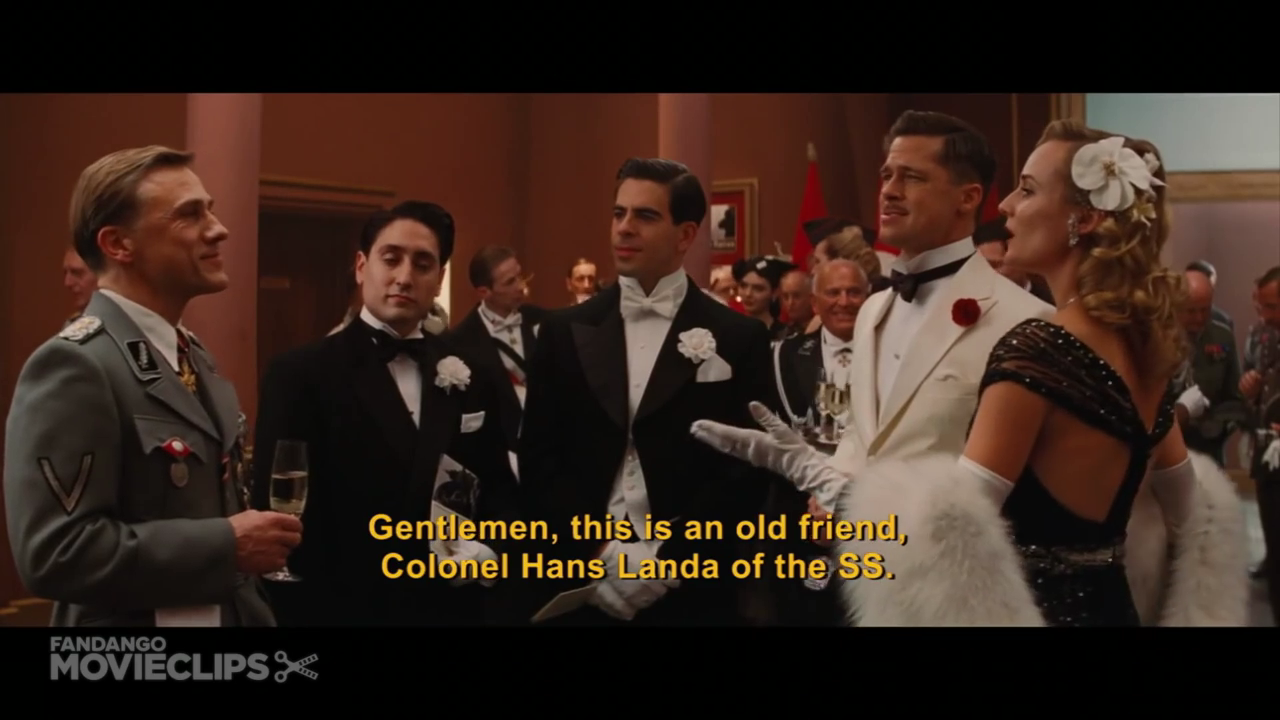 Gentlemen, this is an old friend,
Colonel Hans Landa of the SS.
FANDANGO
MOVIECLIPS